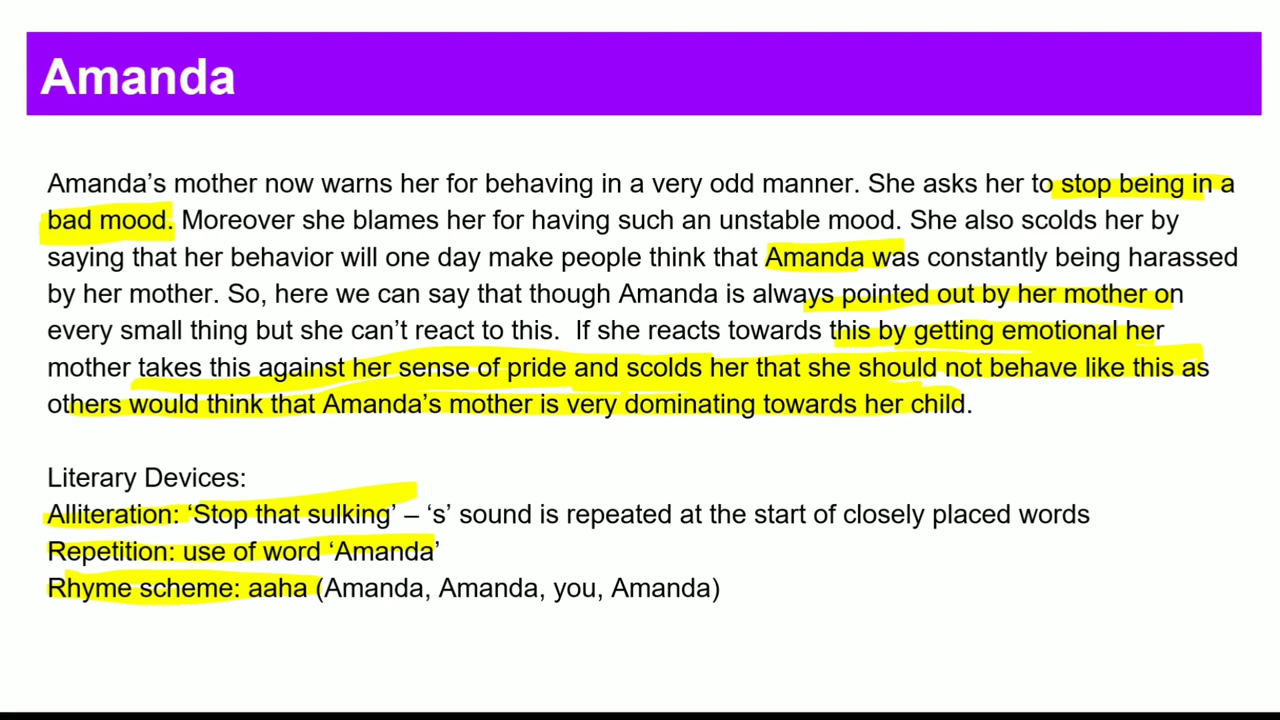 Amanda
Amanda’s mother now warns her for behaving in a very odd manner. She asks her to stop being in a
bad mood. Moreover she blames her for having such an unstable mood. She also scolds her by
saying that her behavior will one day make people think that Amanda was constantly being harassed
by her mother. So, here we can say that though Amanda is always pointed out by her mother on
every small thing but she can’t react to this.  If she reacts towards this by getting emotional her
mother takes this against her sense of pride and scolds her that she should not behave like this as
others would think that Amanda’s mother is very dominating towards her child.
Literary Devices:
Alliteration: ‘Stop that sulking’ – ‘s’ sound is repeated at the start of closely placed words
Repetition: use of word ‘Amanda’
Rhyme scheme: aaha (Amanda, Amanda, you, Amanda)